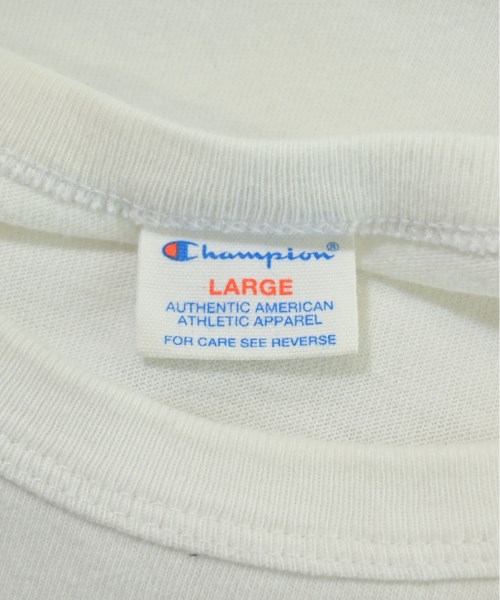 Champion®
LARGE
AUTHENTIC AMERICAN
ATHLETIC APPAREL
FOR CARE SEE REVERSE